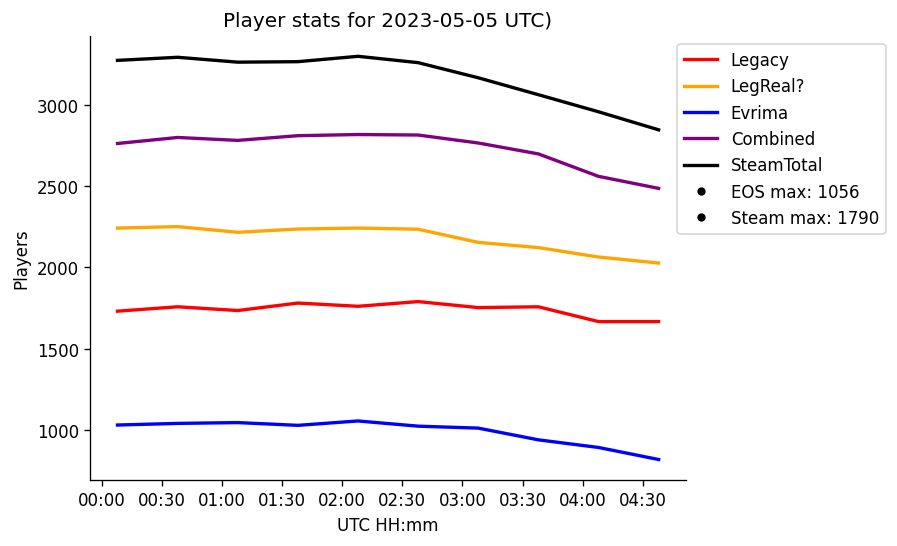 Player stats for 2023-05-05 UTC)
Legacy
LegReal?
Evrima
Combined
SteamTotal
EOS max: 1056
Steam max: 1790
Players
3000
2500
2000
1500
1000
00:00 00:30 01:00 01:30 02:00 02:30 03:00 03:30 04:00 04:30
UTC HH:mm